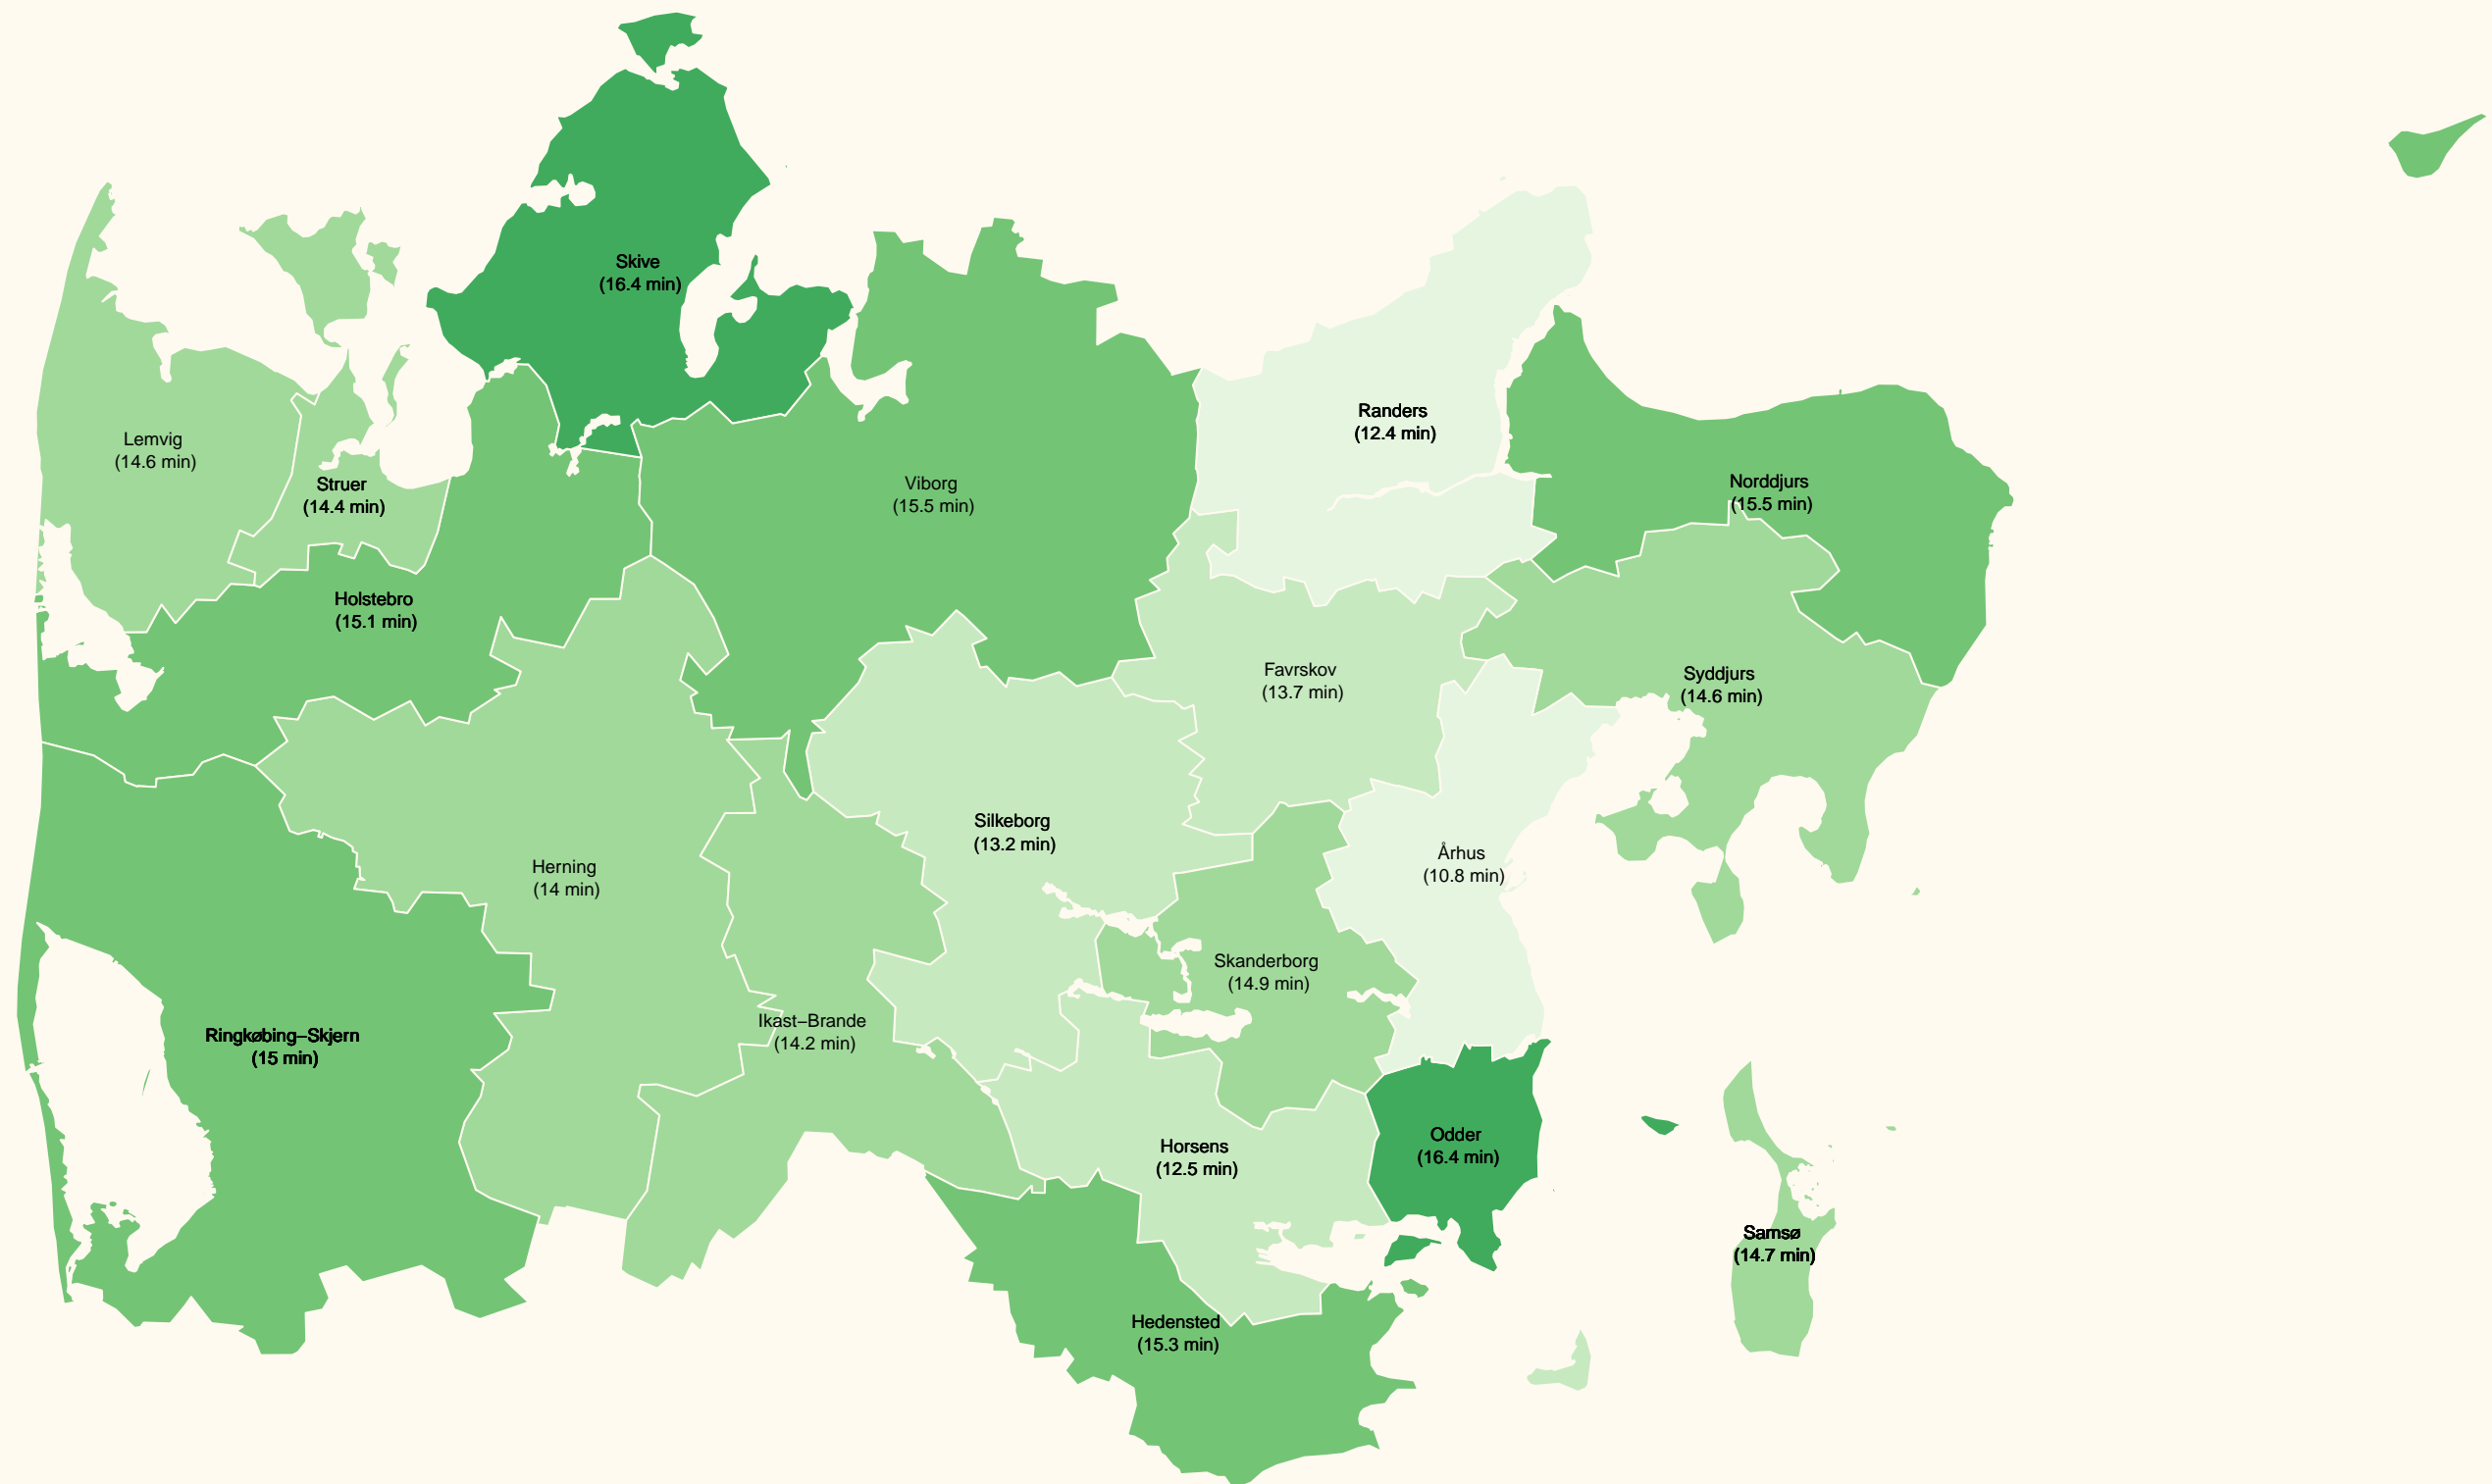 Skive
(16.4 min)
Randers
(12.4 min)
Lemvig
(14.6 min)
Struer
(14.4 min)
Viborg
(15.5 min)
Norddjurs
(15.5 min)
Holstebro
(15.1 min)
Favrskov
(13.7 min)
Syddjurs
(14.6 min)
Silkeborg
(13.2 min)
Herning
(14 min)
Århus
(10.8 min)
Skanderborg
(14.9 min)
Ringkøbing–Skjern
(15 min)
Ikast–Brande
(14.2 min)
Horsens
(12.5 min)
Odder
(16.4 min)
Samsø
(14.7 min)
Hedensted
(15.3 min)